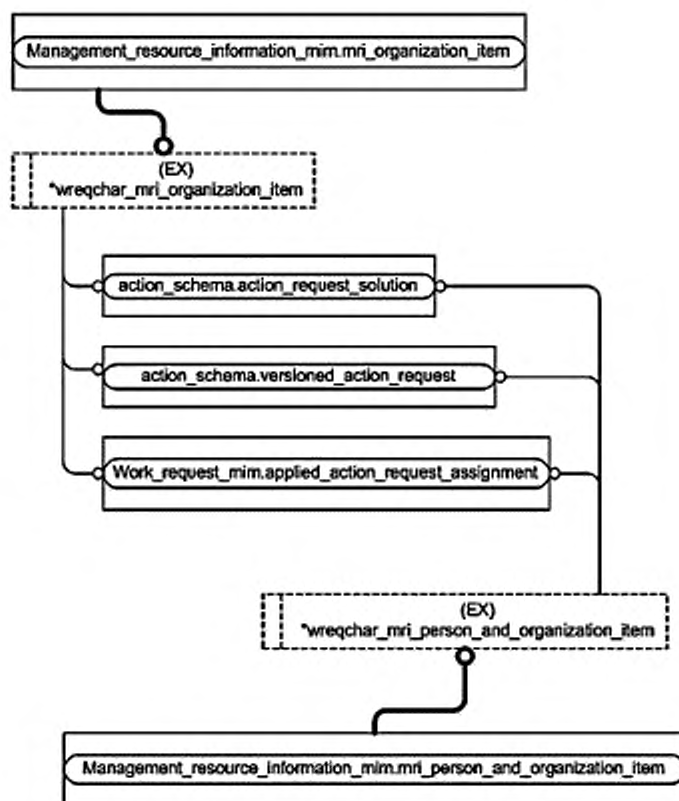 Management_resource_information_mim.mri_organization_item
(EX)
*wreqchar_mri_organization_item
action_schema.action_request_solution
action_schema.versioned_action_request
Work_request_mim.applied_action_request_assignment
(EX)
*wreqchar_mri_person_and_organization_item
Management_resource_information_mim.mri_person_and_organization_item